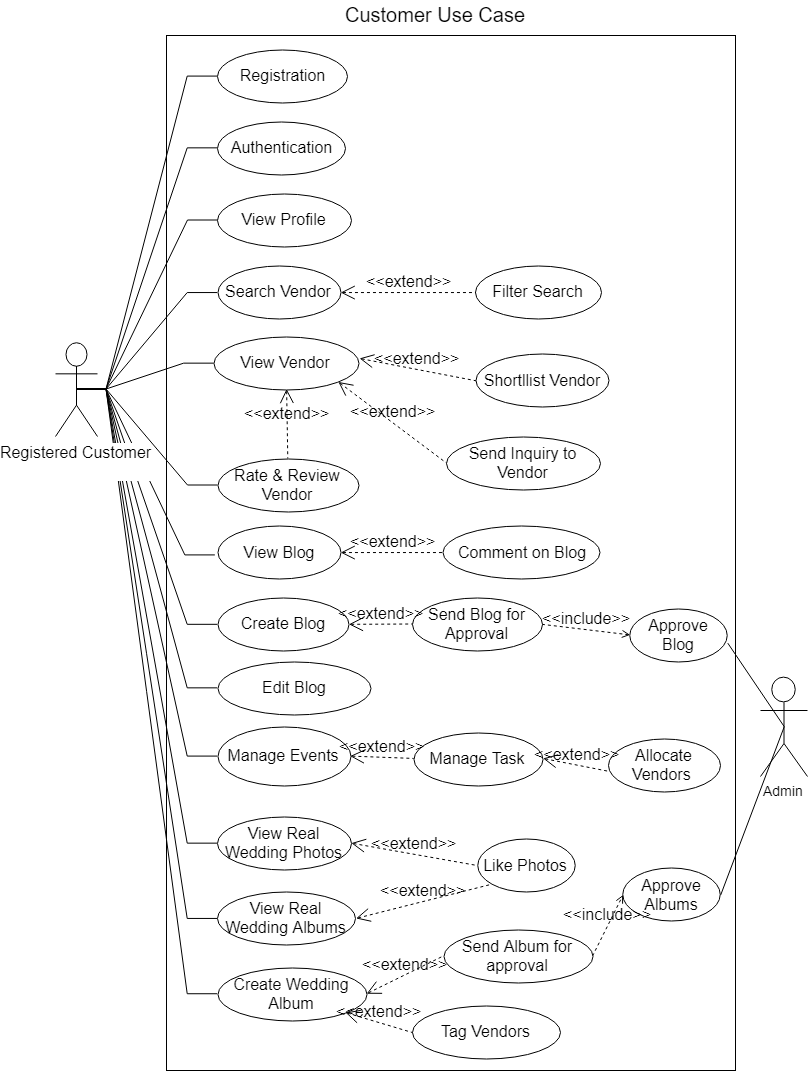 Customer Use Case
Registration
Authentication
View Profile
Search Vendor
<<extend>>
Filter Search
View Vendor
<<extend>>
Shortllist Vendor
<<extend>>
<<extend>>
Registered Customer
Rate & Review
Vendor
Send Inquiry to
Vendor
View Blog
<<extend>>
Comment on Blog
Create Blog
<<extend>>
Send Blog for
Approval
<<include>>
Approve
Blog
Edit Blog
Manage Events
<<extend>>
Manage Task
<<extend>>
Allocate
Vendors
Admin
View Real
Wedding Photos
<<extend>>
Like Photos
<<extend>>
View Real
Wedding Albums
Approve
Albums
<<include>>
Send Album for
approval
<<extend>>
Create Wedding
Album
<<extend>>
Tag Vendors